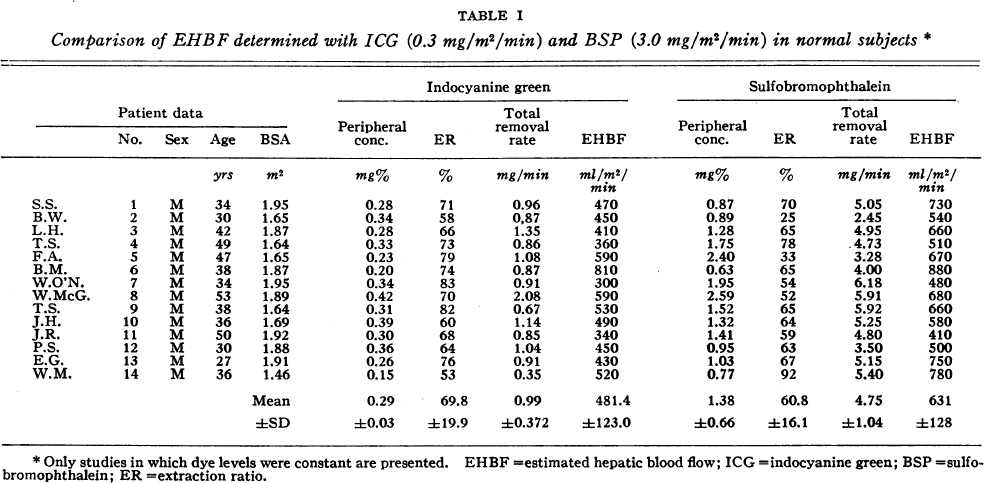 TABLE I
Comparison of EHBF determined with ICG (0.3 mg/m²/min) and BSP (3.0 mg/m²/min) in normal subjects *
Indocyanine green Sulfobromophthalein
Patient data Total Total
Peripheral removal Peripheral removal
No. Sex Age BSA conc. ER rate EHBF conc. ER rate EHBF
yrs m² mg% % mg/min ml/m²/ mg% % mg/min ml/m²/
min min
S.S. 1 M 34 1.95 0.28 71 0.96 470 0.87 70 5.05 730
B.W. 2 M 30 1.65 0.34 58 0,87 450 0.89 25 2.45 540
L.H. 3 M 42 1.87 0.28 66 1.35 410 1.28 65 4.95 660
T.S. 4 M 49 1.64 0.33 73 0.86 360 1.75 78 4.73 510
F.A. 5 M 47 1.65 0.23 79 1.08 590 2.40 33 3.28 670
B.M. 6 M 38 1.87 0.20 74 0.87 810 0.63 65 4.00 880
W.O'N. 7 M 34 1.95 0.34 83 0.91 300 1.95 54 6.18 480
W.McG. 8 M 53 1.89 0.42 70 2.08 590 2.59 52 5.91 680
T.S. 9 M 38 1.64 0.31 82 0.67 530 1.52 65 5.92 660
J.H. 10 M 36 1.69 0.39 60 1.14 490 1.32 64 5.25 580
J.R. 11 M 50 1.92 0.30 68 0.85 340 1.41 59 4.80 410
P.S. 12 M 30 1.88 0.36 64 1.04 450 0.95 63 3.50 500
E.G. 13 M 27 1.91 0.26 76 0.91 430 1.03 67 5.15 750
W.M. 14 M 36 1.46 0.15 53 0.35 520 0.77 92 5.40 780
Mean 0.29 69.8 0.99 481.4 1.38 60.8 4.75 631
±SD ±0.03 ±19.9 ±0.372 ±123.0 ±0.66 ±16.1 ±1.04 ±128
* Only studies in which dye levels were constant are presented. EHBF =estimated hepatic blood flow; ICG =indocyanine green; BSP =sulfo-
bromophthalein; ER =extraction ratio.